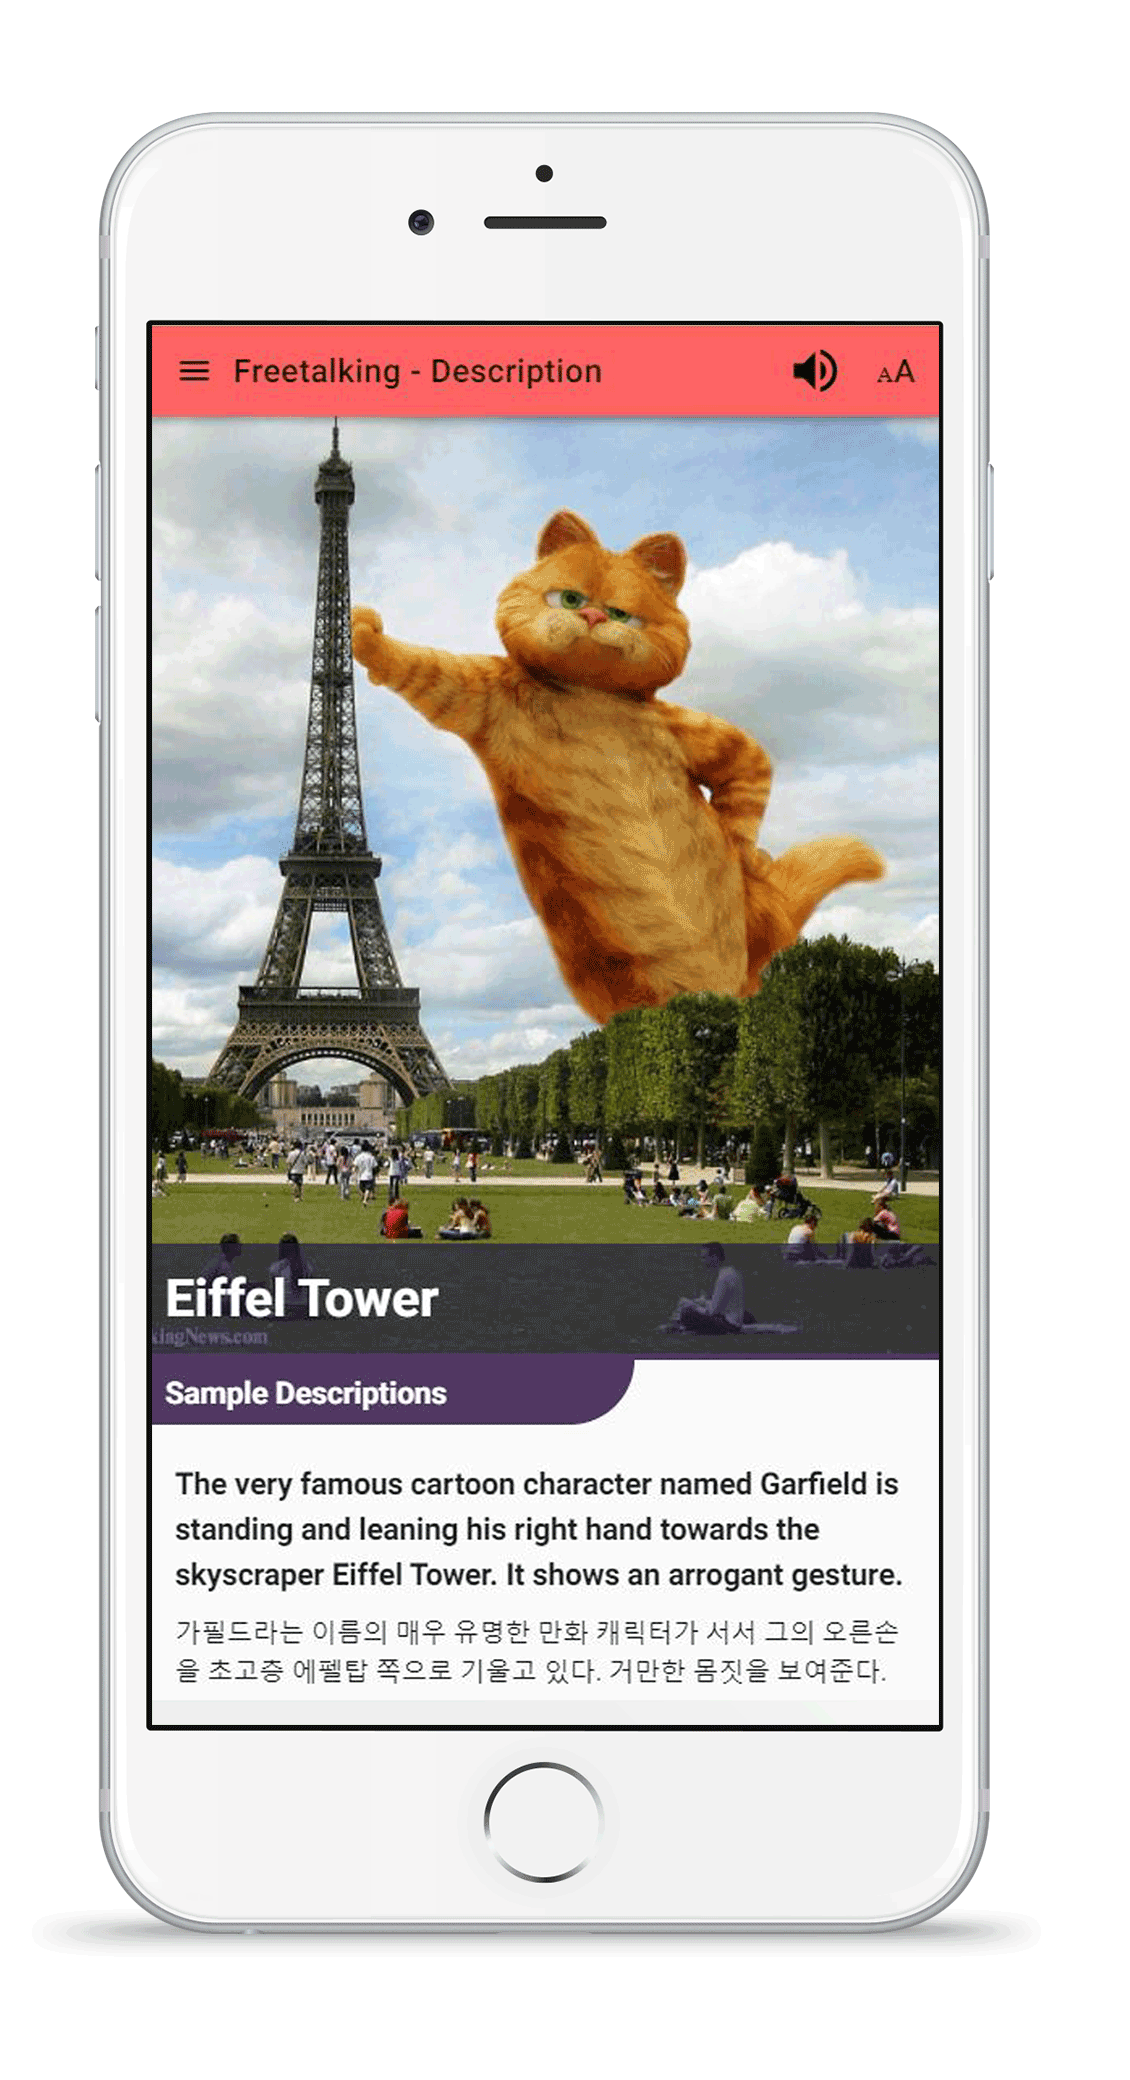 Freetalking - Description
AA
Eiffel Tower
kingNews.com
Sample Descriptions
The very famous cartoon character named Garfield is
standing and leaning his right hand towards the
skyscraper Eiffel Tower. It shows an arrogant gesture.
가필드라는 이름의 매우 유명한 만화 캐릭터가 서서 그의 오른손
을 초고층 에펠탑 쪽으로 기울고 있다. 거만한 몸짓을 보여준다.